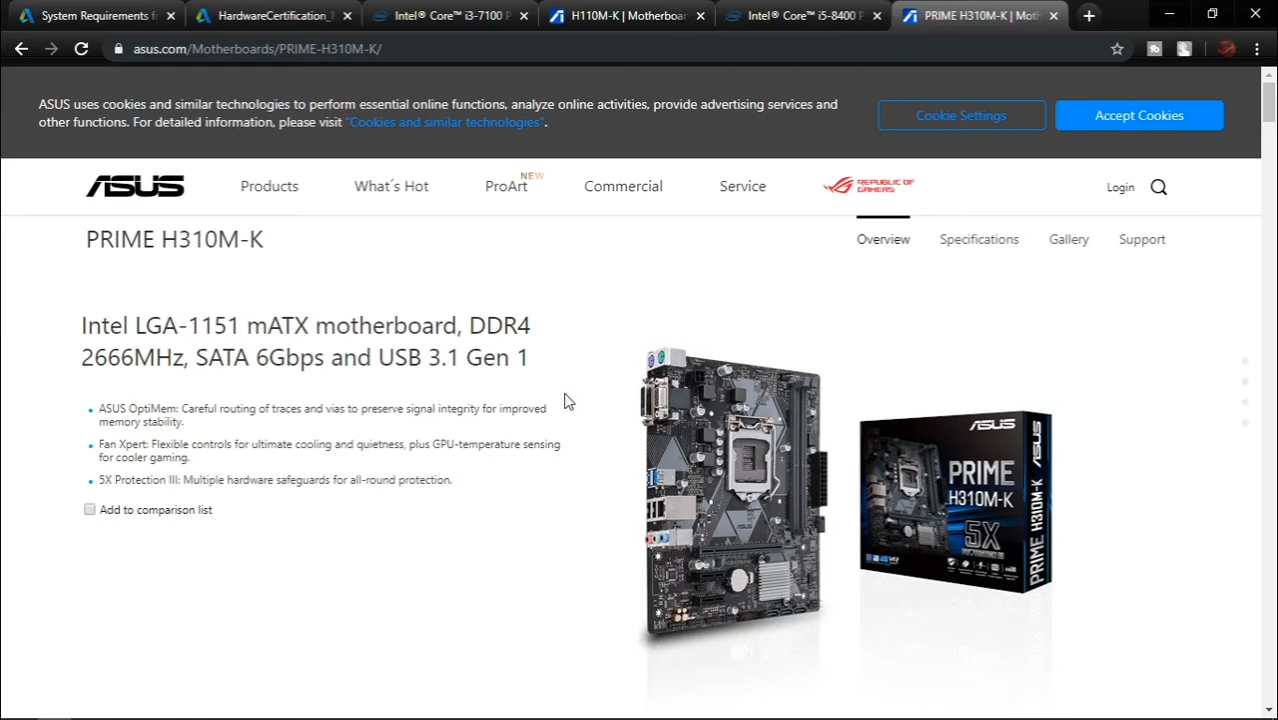 System Requirements f
HardwareCertification_
Intel® Core™ i3-7100 P
H110M-K | Motherboar
Intel® Core™ i5-8400 P
PRIME H310M-K | Mot
asus.com/Motherboards/PRIME-H310M-K/
ASUS uses cookies and similar technologies to perform essential online functions, analyze online activities, provide advertising services and
other functions. For detailed information, please visit "Cookies and similar technologies".
Cookie Settings
Accept Cookies
ASUS
Products
What's Hot
ProArt
NEW
Commercial
Service
REPUBLIC OF
GAMERS
Login
PRIME H310M-K
Overview
Specifications
Gallery
Support
Intel LGA-1151 mATX motherboard, DDR4
2666MHz, SATA 6Gbps and USB 3.1 Gen 1
ASUS OptiMem: Careful routing of traces and vias to preserve signal integrity for improved
memory stability.
Fan Xpert: Flexible controls for ultimate cooling and quietness, plus GPU-temperature sensing
for cooler gaming.
5X Protection III: Multiple hardware safeguards for all-round protection.
Add to comparison list
ASUS
PRIME
H310M-K
5X
ASUS
PRIME H310M-K